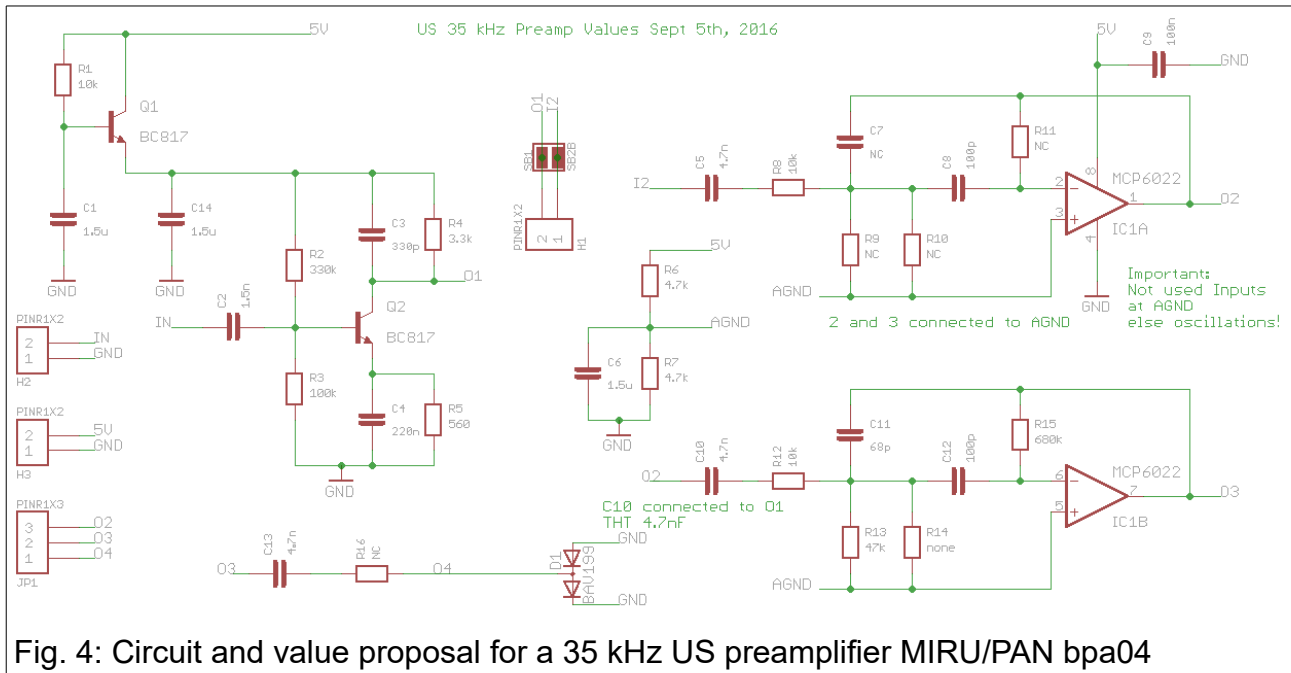 US 35 kHz Preamp Values Sept 5th, 2016
5V
R1
10k
Q1
BC817
C1
1.5u
GND
C14
1.5u
GND
R2
330k
C3
330p
R4
3.3k
O1
IN
C2
1.5n
Q2
BC817
R3
100k
C4
220n
R5
560
GND
O1
I2
SB1
SB2B
PINR1X2
2 1
H1
PINR1X2
2 IN
1 GND
H2
PINR1X2
2 5V
1 GND
H3
PINR1X3
3 O2
2 O3
1 O4
JP1
5V
C9
100n
GND
I2
C5
4.7n
R8
10k
C7
NC
R9
NC
R10
NC
C8
100p
R11
NC
2
3
8
4
1
MCP6022
IC1A
O2
GND
AGND
2 and 3 connected to AGND
Important:
Not used Inputs
at AGND
else oscillations!
5V
R6
4.7k
AGND
C6
1.5u
R7
4.7k
GND
O2
C10
4.7n
R12
10k
C10 connected to O1
THT 4.7nF
C11
68p
R13
47k
R14
none
C12
100p
R15
680k
6
5
7
MCP6022
IC1B
O3
AGND
O3
C13
4.7n
R16
NC
O4
D1
BAV199
GND
GND
Fig. 4: Circuit and value proposal for a 35 kHz US preamplifier MIRU/PAN bpa04